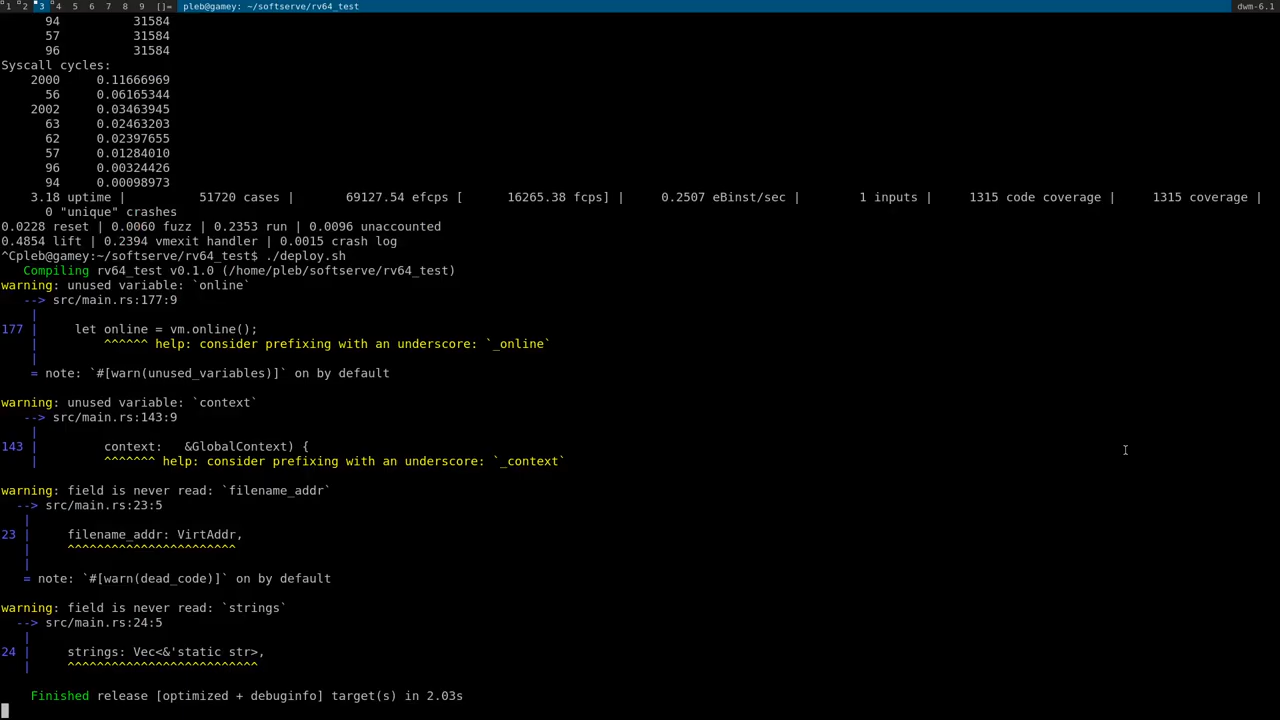 1 2 3 4 5 6 7 8 9 []= pleb@gamey: ~/softserve/rv64_test dwm-6.1
94 31584
57 31584
96 31584
Syscall cycles:
2000 0.11666969
56 0.06165344
2002 0.03463945
63 0.02463203
62 0.02397655
57 0.01284010
96 0.00324426
94 0.00098973
3.18 uptime | 51720 cases | 69127.54 efcps [ 16265.38 fcps] | 0.2507 eBinst/sec | 1 inputs | 1315 code coverage | 1315 coverage |
0 "unique" crashes
0.0228 reset | 0.0060 fuzz | 0.2353 run | 0.0096 unaccounted
0.4854 lift | 0.2394 vmexit handler | 0.0015 crash log
^Cpleb@gamey:~/softserve/rv64_test$ ./deploy.sh
Compiling rv64_test v0.1.0 (/home/pleb/softserve/rv64_test)
warning: unused variable: `online`
--> src/main.rs:177:9
|
177 | let online = vm.online();
| ^^^^^^ help: consider prefixing with an underscore: `_online`
|
= note: `#[warn(unused_variables)]` on by default
warning: unused variable: `context`
--> src/main.rs:143:9
|
143 | context: &GlobalContext) {
| ^^^^^^^ help: consider prefixing with an underscore: `_context`
warning: field is never read: `filename_addr`
--> src/main.rs:23:5
|
23 | filename_addr: VirtAddr,
| ^^^^^^^^^^^^^^^^^^^^^^^
|
= note: `#[warn(dead_code)]` on by default
warning: field is never read: `strings`
--> src/main.rs:24:5
|
24 | strings: Vec<&'static str>,
| ^^^^^^^^^^^^^^^^^^^^^^^^^^
Finished release [optimized + debuginfo] target(s) in 2.03s